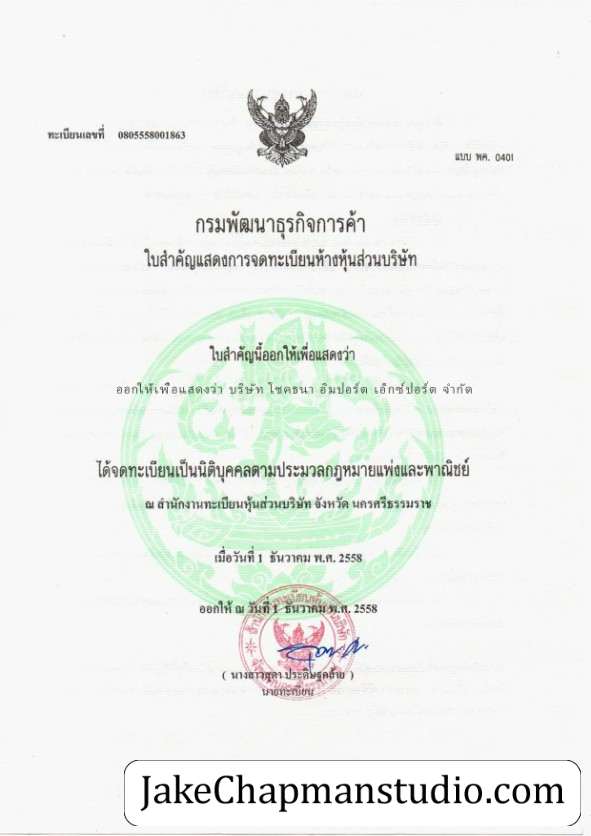 ทะเบียนเลขที่ 0805558001863
แบบ พค. 0401
กรมพัฒนาธุรกิจการค้า
ใบสำคัญแสดงการจดทะเบียนห้างหุ้นส่วนบริษัท
ใบสำคัญนี้ออกให้เพื่อแสดงว่า
ออกให้เพื่อแสดงว่า บริษัท โชคธนา อิมปอร์ต เอ็กซ์ปอร์ต จำกัด
ได้จดทะเบียนเป็นนิติบุคคลตามประมวลกฎหมายแพ่งและพาณิชย์
ณ สำนักงานทะเบียนหุ้นส่วนบริษัท จังหวัด นครศรีธรรมราช
เมื่อวันที่ 1 ธันวาคม พ.ศ. 2558
ออกให้ ณ วันที่ 1 ธันวาคม พ.ศ. 2558
( นางสาวสุดา ประดิษฐคล้าย )
นายทะเบียน
JakeChapmanstudio.com